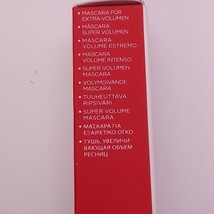 • MASCARA FÜR
EXTRA-VOLUMEN
• MÁSCARA
SUPER VOLUMEN
• MASCARA
VOLUME ESTREMO
• MASCARA
VOLUME INTENSO
• SUPER VOLUMEN
MASCARA
• VOLYMGIVANDE
MASCARA
• TUUHEUTTAVA
RIPSIVÄRI
• SUPER VOLUME
MASCARA
• ΜΑΣΚΑΡΑ ΓΙΑ
ΕΞΑΙΡΕΤΙΚΟ ΟΓΚΟ
• ТУШЬ, УВЕЛИЧИ-
ВАЮЩАЯ ОБЪЕМ
РЕСНИЦ